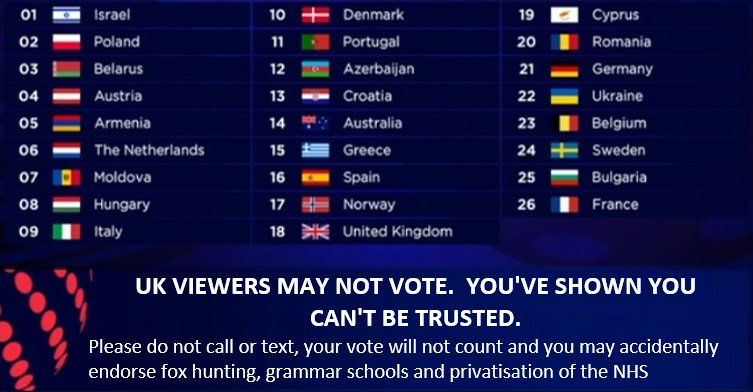 01 Israel
02 Poland
03 Belarus
04 Austria
05 Armenia
06 The Netherlands
07 Moldova
08 Hungary
09 Italy
10 Denmark
11 Portugal
12 Azerbaijan
13 Croatia
14 Australia
15 Greece
16 Spain
17 Norway
18 United Kingdom
19 Cyprus
20 Romania
21 Germany
22 Ukraine
23 Belgium
24 Sweden
25 Bulgaria
26 France
UK VIEWERS MAY NOT VOTE. YOU'VE SHOWN YOU
CAN'T BE TRUSTED.
Please do not call or text, your vote will not count and you may accidentally
endorse fox hunting, grammar schools and privatisation of the NHS